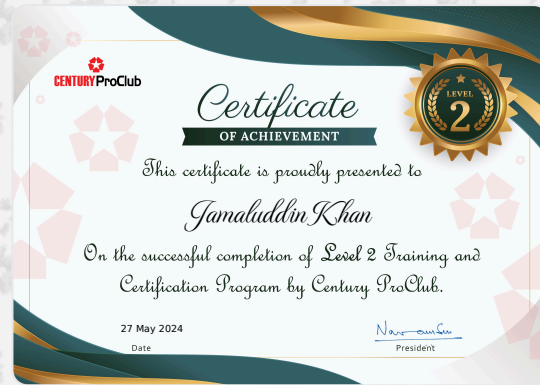 CENTURY ProClub
Certificate
OF ACHIEVEMENT
LEVEL
2
This certificate is proudly presented to
Jamaluddin Khan
On the successful completion of Level 2 Training and
Certification Program by Century ProClub.
27 May 2024
Date
President